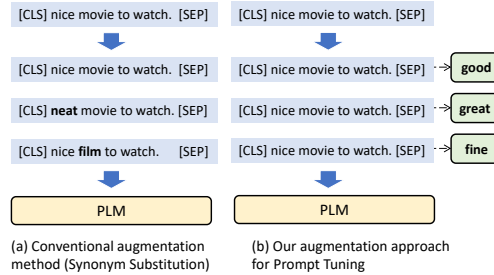 [CLS] nice movie to watch. [SEP]
[CLS] nice movie to watch. [SEP]
[CLS] neat movie to watch. [SEP]
[CLS] nice film to watch. [SEP]
PLM
(a) Conventional augmentation
method (Synonym Substitution)
[CLS] nice movie to watch. [SEP]
[CLS] nice movie to watch. [SEP]
good
[CLS] nice movie to watch. [SEP]
great
[CLS] nice movie to watch. [SEP]
fine
PLM
(b) Our augmentation approach
for Prompt Tuning